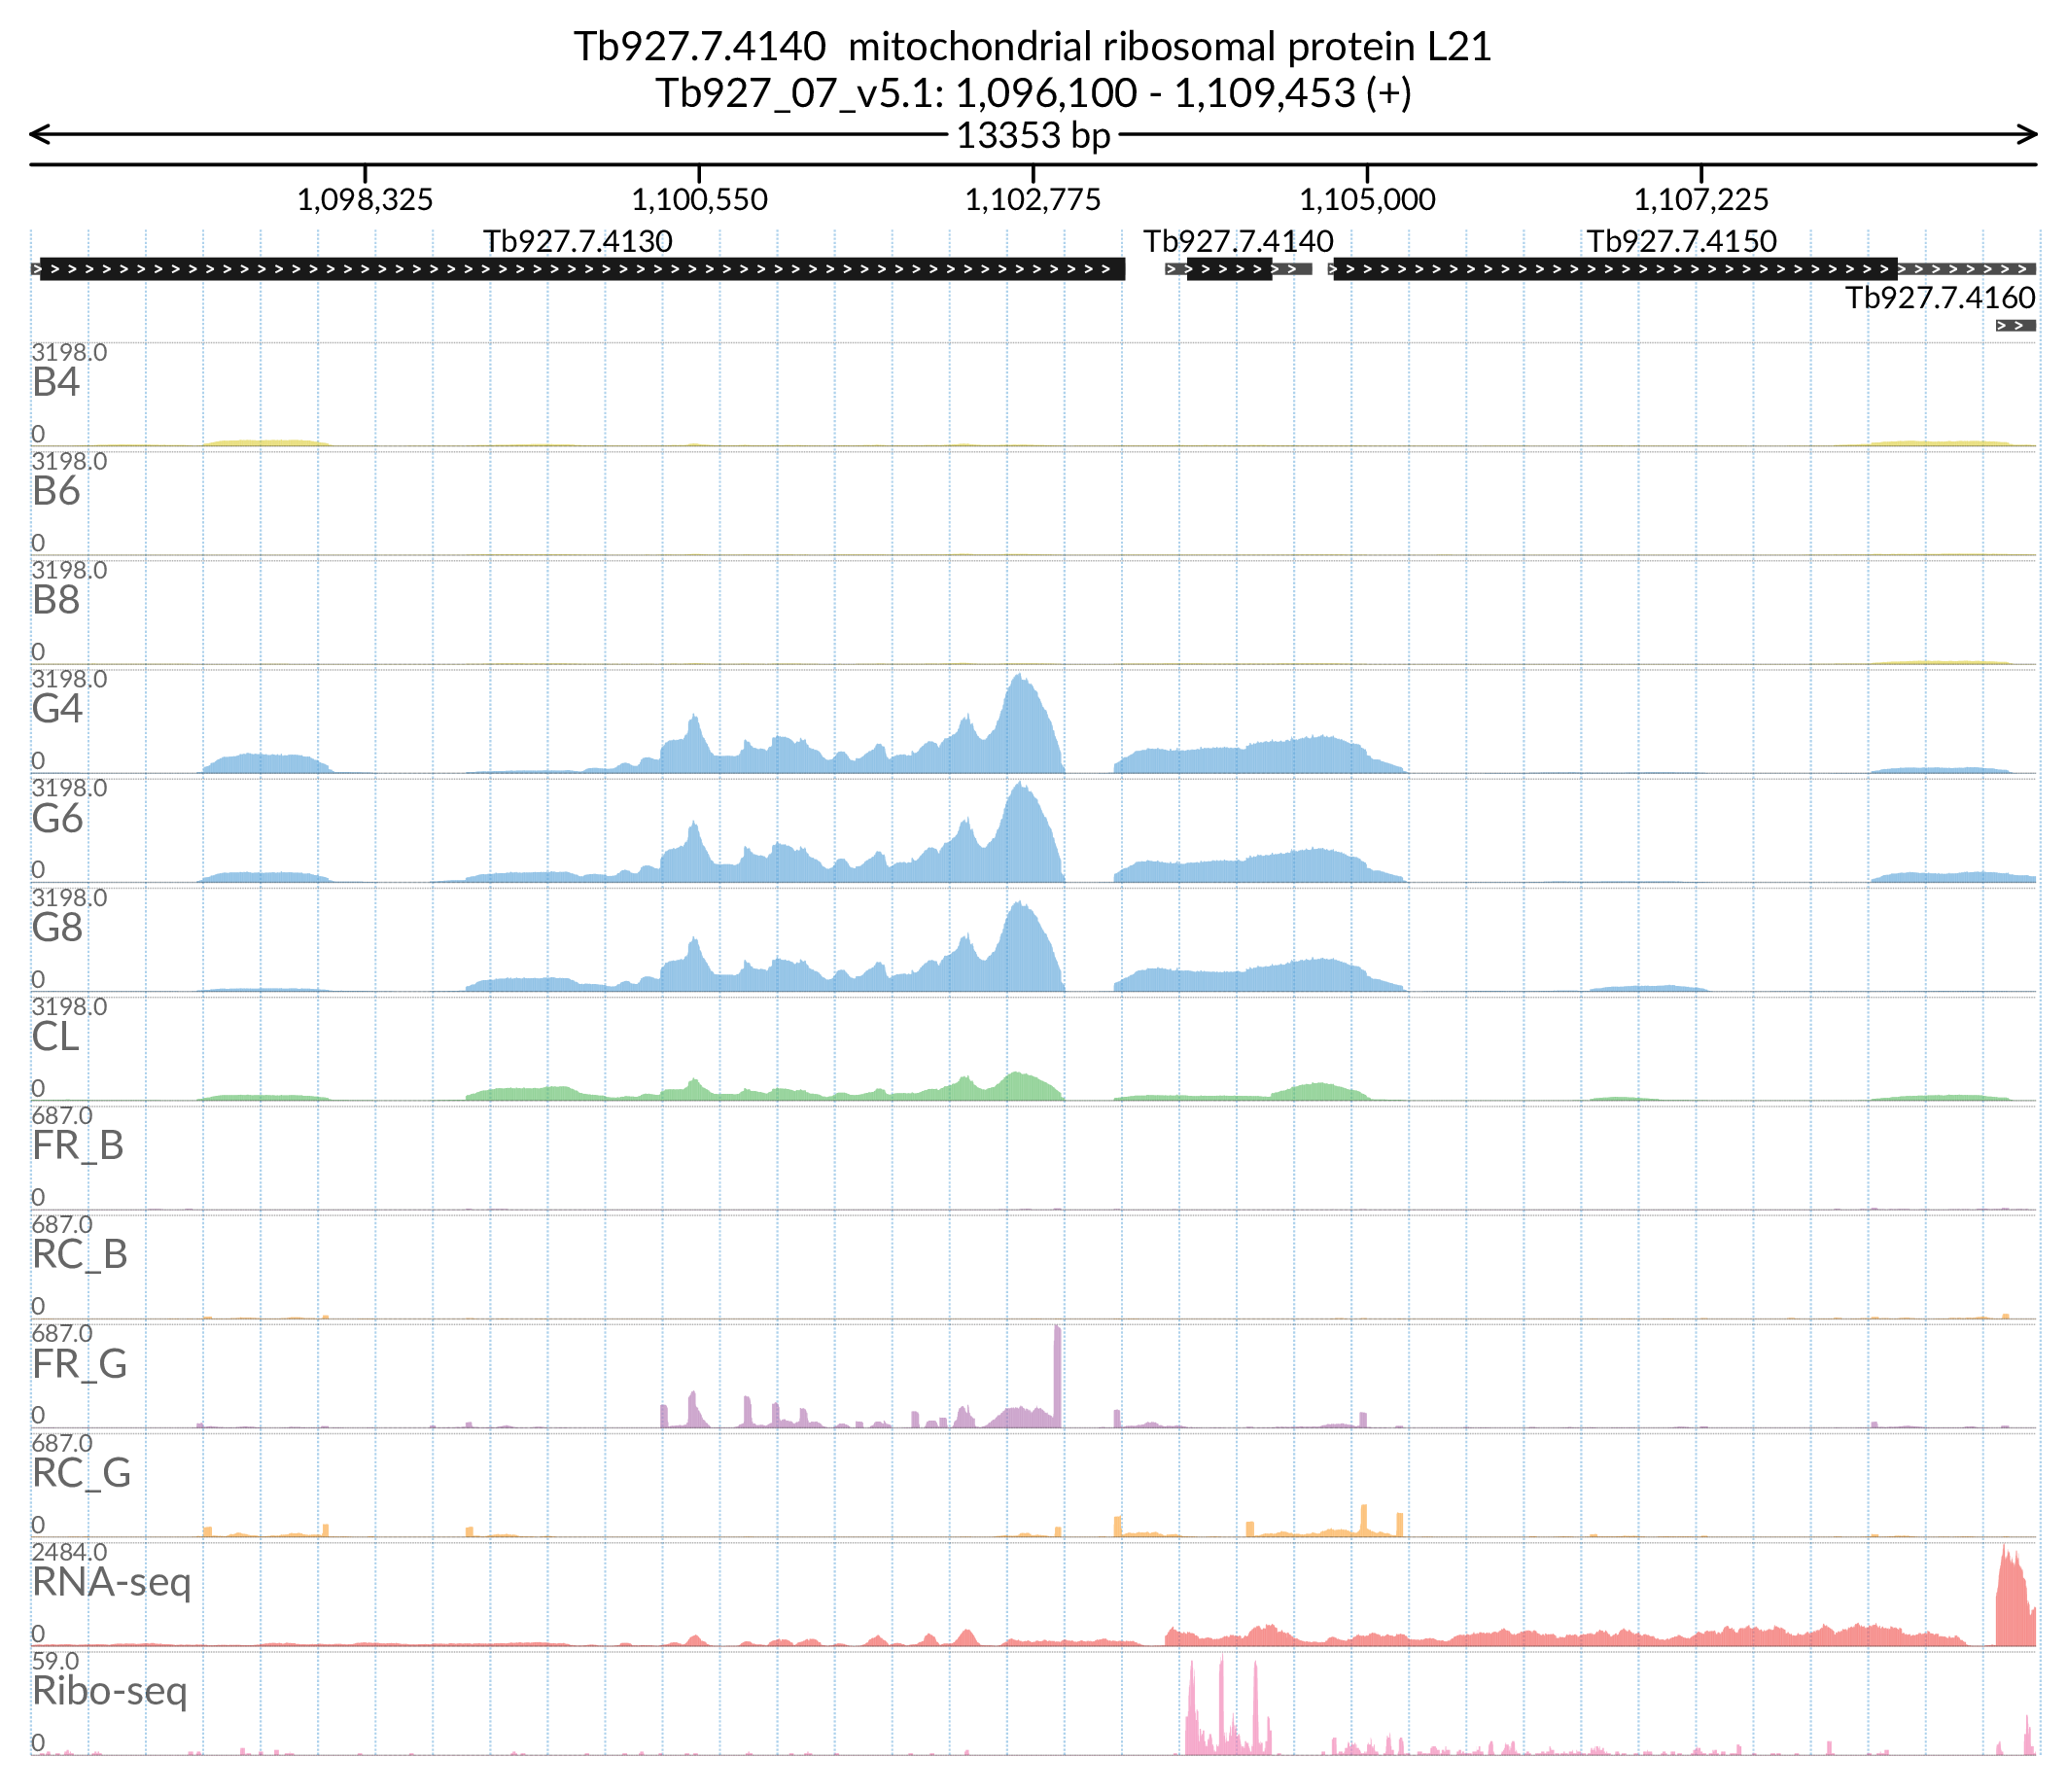 Tb927.7.4140 mitochondrial ribosomal protein L21
Tb927_07_v5.1: 1,096,100 - 1,109,453 (+)
13353 bp
1,098,325 1,100,550 1,102,775 1,105,000 1,107,225
Tb927.7.4130 Tb927.7.4140 Tb927.7.4150
Tb927.7.4160
3198.0
B4
0
3198.0
B6
0
3198.0
B8
0
3198.0
G4
0
3198.0
G6
0
3198.0
G8
0
3198.0
CL
0
687.0
FR_B
0
687.0
RC_B
0
687.0
FR_G
0
687.0
RC_G
0
2484.0
RNA-seq
0
59.0
Ribo-seq
0